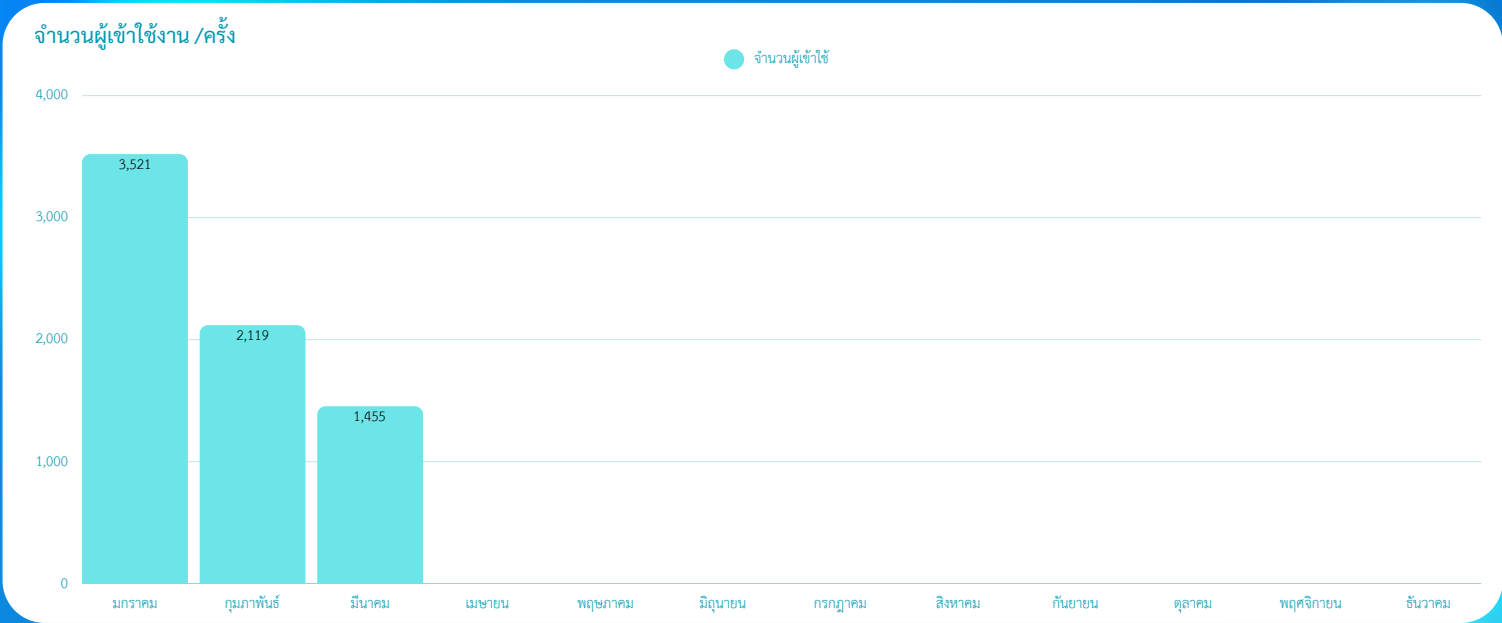 จำนวนผู้เข้าใช้งาน /ครั้ง
จำนวนผู้เข้าใช้
4,000
3,521
3,000
2,119
2,000
1,455
1,000
0
มกราคม กุมภาพันธ์ มีนาคม เมษายน พฤษภาคม มิถุนายน กรกฎาคม สิงหาคม กันยายน ตุลาคม พฤศจิกายน ธันวาคม